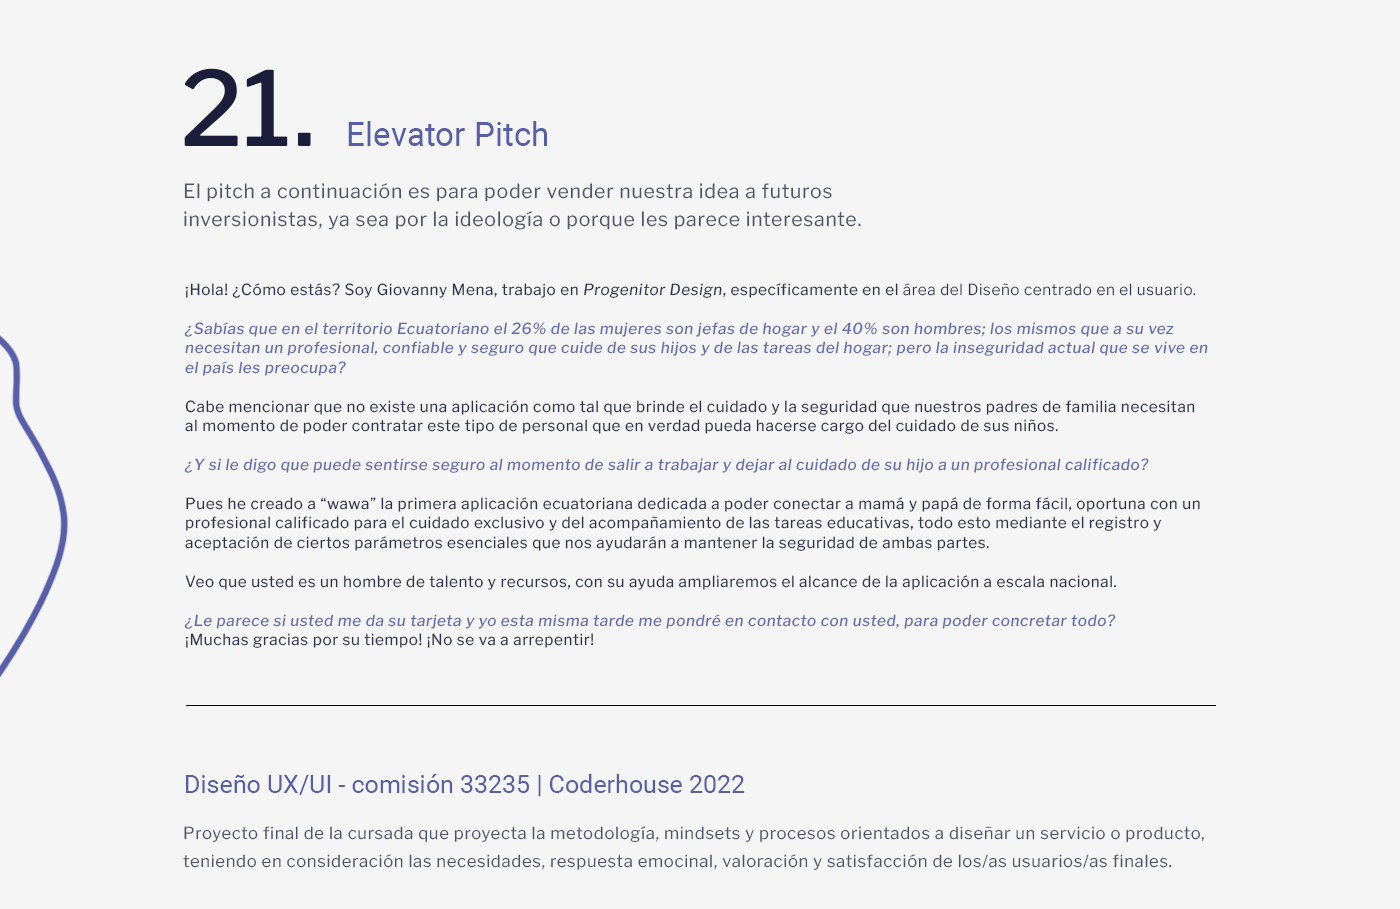 21. Elevator Pitch
El pitch a continuación es para poder vender nuestra idea a futuros
inversionistas, ya sea por la ideología o porque les parece interesante.
¡Hola! ¿Cómo estás? Soy Giovanny Mena, trabajo en Progenitor Design, específicamente en el área del Diseño centrado en el usuario.
¿Sabías que en el territorio Ecuatoriano el 26% de las mujeres son jefas de hogar y el 40% son hombres; los mismos que a su vez
necesitan un profesional, confiable y seguro que cuide de sus hijos y de las tareas del hogar; pero la inseguridad actual que se vive en
el país les preocupa?
Cabe mencionar que no existe una aplicación como tal que brinde el cuidado y la seguridad que nuestros padres de familia necesitan
al momento de poder contratar este tipo de personal que en verdad pueda hacerse cargo del cuidado de sus niños.
¿Y si le digo que puede sentirse seguro al momento de salir a trabajar y dejar al cuidado de su hijo a un profesional calificado?
Pues he creado a “wawa” la primera aplicación ecuatoriana dedicada a poder conectar a mamá y papá de forma fácil, oportuna con un
profesional calificado para el cuidado exclusivo y del acompañamiento de las tareas educativas, todo esto mediante el registro y
aceptación de ciertos parámetros esenciales que nos ayudarán a mantener la seguridad de ambas partes.
Veo que usted es un hombre de talento y recursos, con su ayuda ampliaremos el alcance de la aplicación a escala nacional.
¿Le parece si usted me da su tarjeta y yo esta misma tarde me pondré en contacto con usted, para poder concretar todo?
¡Muchas gracias por su tiempo! ¡No se va a arrepentir!
Diseño UX/UI - comisión 33235 | Coderhouse 2022
Proyecto final de la cursada que proyecta la metodología, mindsets y procesos orientados a diseñar un servicio o producto,
teniendo en consideración las necesidades, respuesta emocinal, valoración y satisfacción de los/as usuarios/as finales.